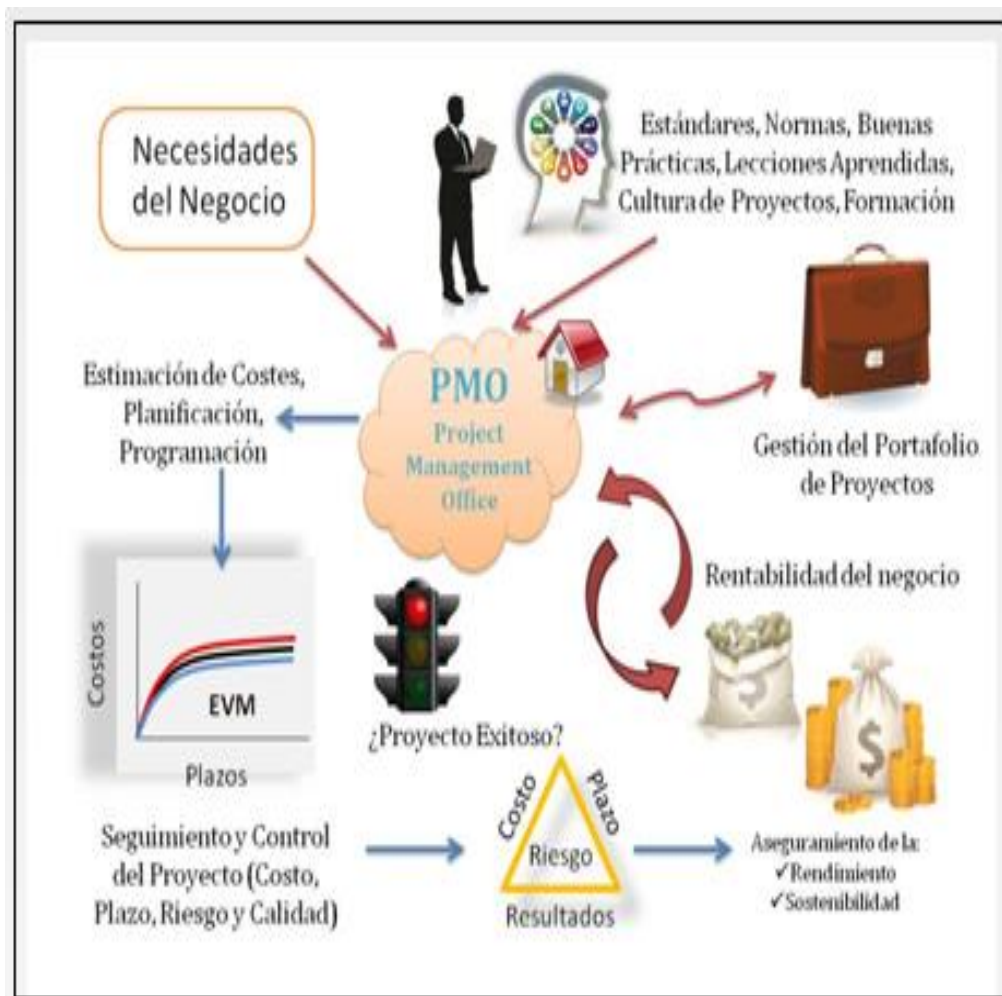 Necesidades
del Negocio
Estándares, Normas, Buenas
Prácticas, Lecciones Aprendidas,
Cultura de Proyectos, Formación
PMO
Project
Management
Office
Estimación de Costes,
Planificación,
Programación
Gestión del Portafolio
de Proyectos
Rentabilidad del negocio
$
$
Costos
EVM
Plazos
¿Proyecto Exitoso?
Seguimiento y Control
del Proyecto (Costo,
Plazo, Riesgo y Calidad)
Costo
Plazo
Riesgo
Resultados
Aseguramiento de la:
✓Rendimiento
✓Sostenibilidad